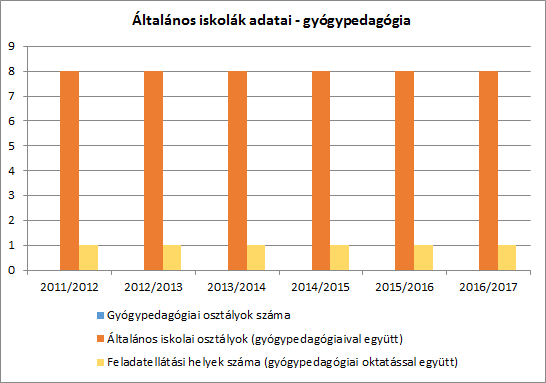 Általános iskolák adatai - gyógypedagógia
9
8
7
6
5
4
3
2
1
0
2011/2012 2012/2013 2013/2014 2014/2015 2015/2016 2016/2017
Gyógypedagógiai osztályok száma
Általános iskolai osztályok (gyógypedagógiaival együtt)
Feladatellátási helyek száma (gyógypedagógiai oktatással együtt)